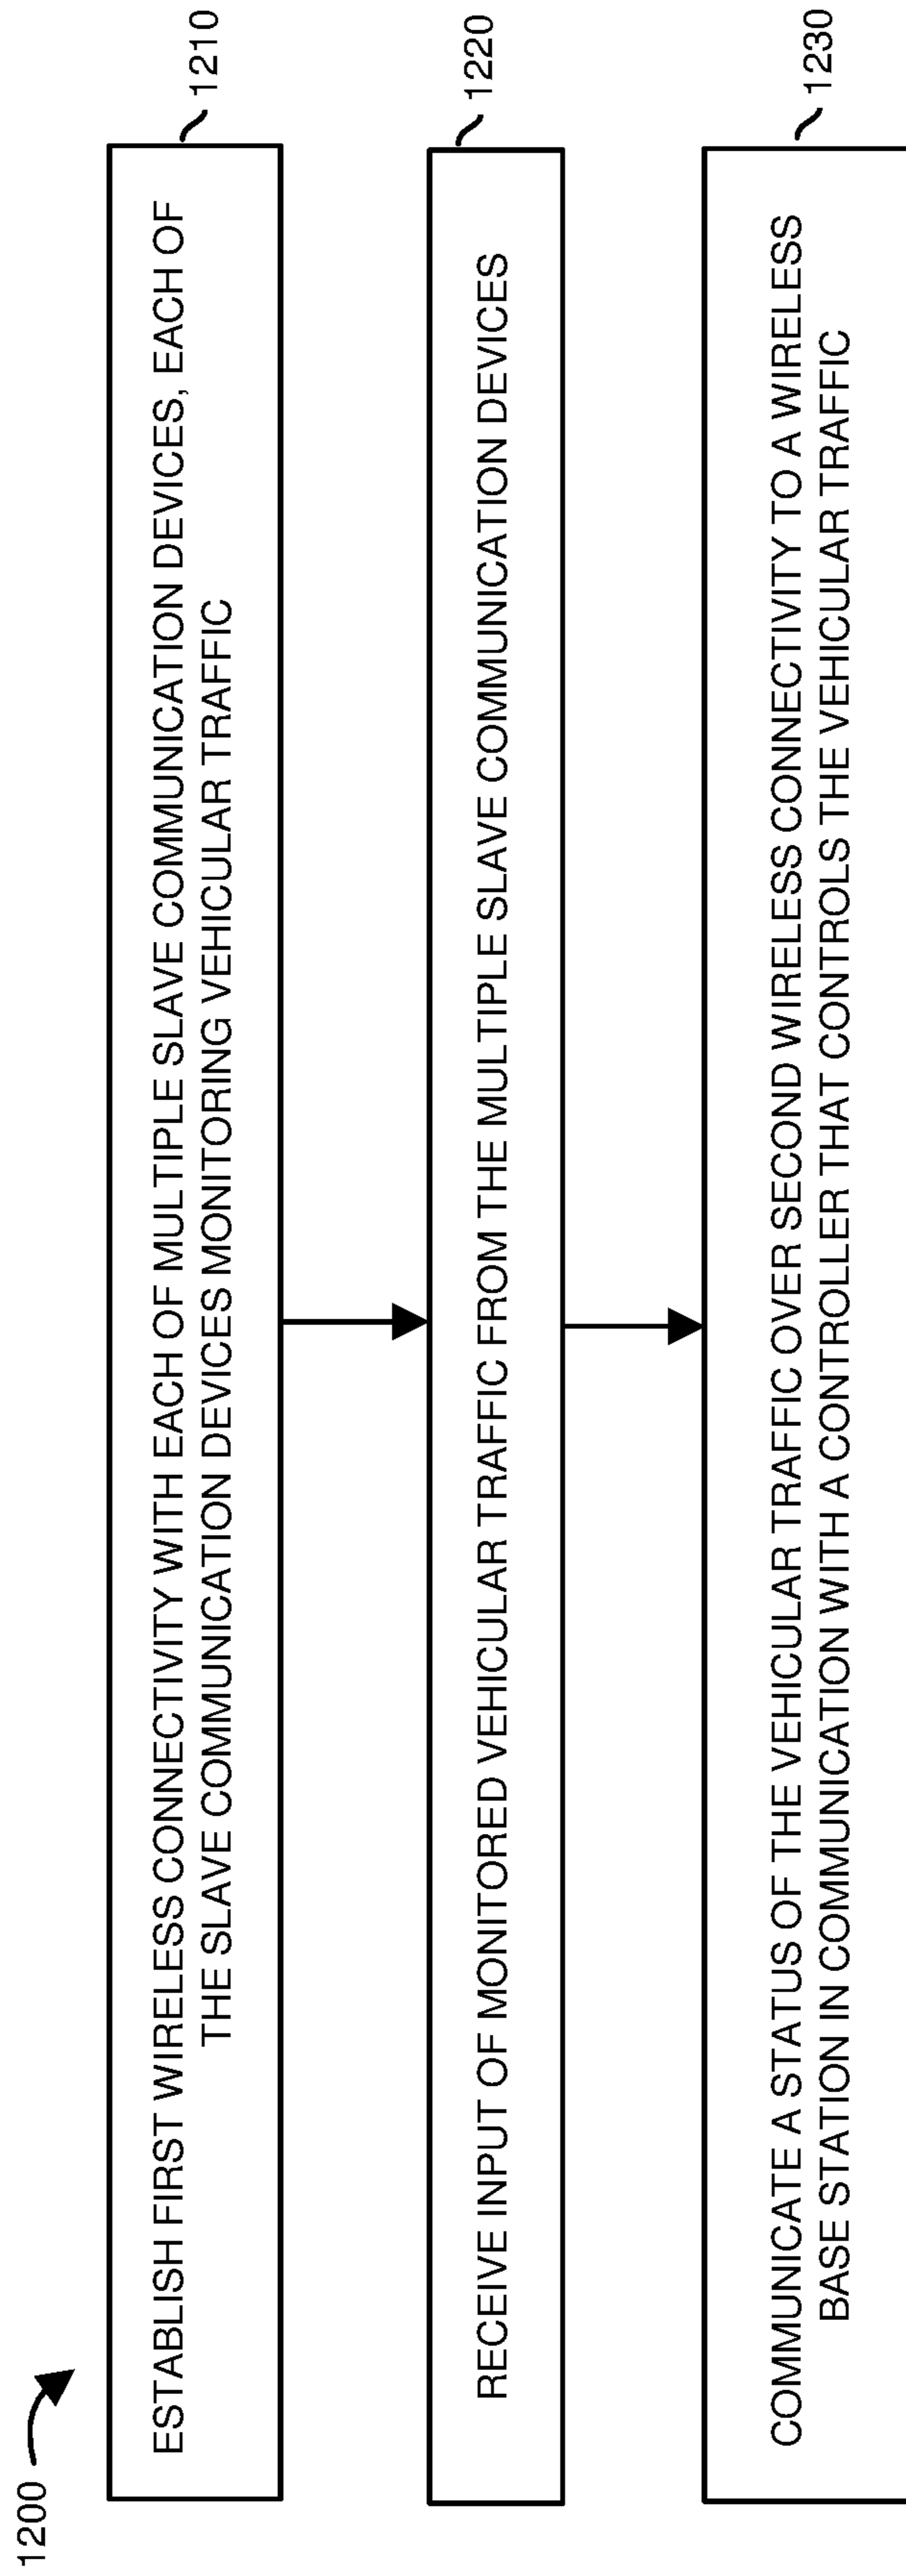 1200
ESTABLISH FIRST WIRELESS CONNECTIVITY WITH EACH OF MULTIPLE SLAVE COMMUNICATION DEVICES, EACH OF
THE SLAVE COMMUNICATION DEVICES MONITORING VEHICULAR TRAFFIC
1210
RECEIVE INPUT OF MONITORED VEHICULAR TRAFFIC FROM THE MULTIPLE SLAVE COMMUNICATION DEVICES
1220
COMMUNICATE A STATUS OF THE VEHICULAR TRAFFIC OVER SECOND WIRELESS CONNECTIVITY TO A WIRELESS
BASE STATION IN COMMUNICATION WITH A CONTROLLER THAT CONTROLS THE VEHICULAR TRAFFIC
1230